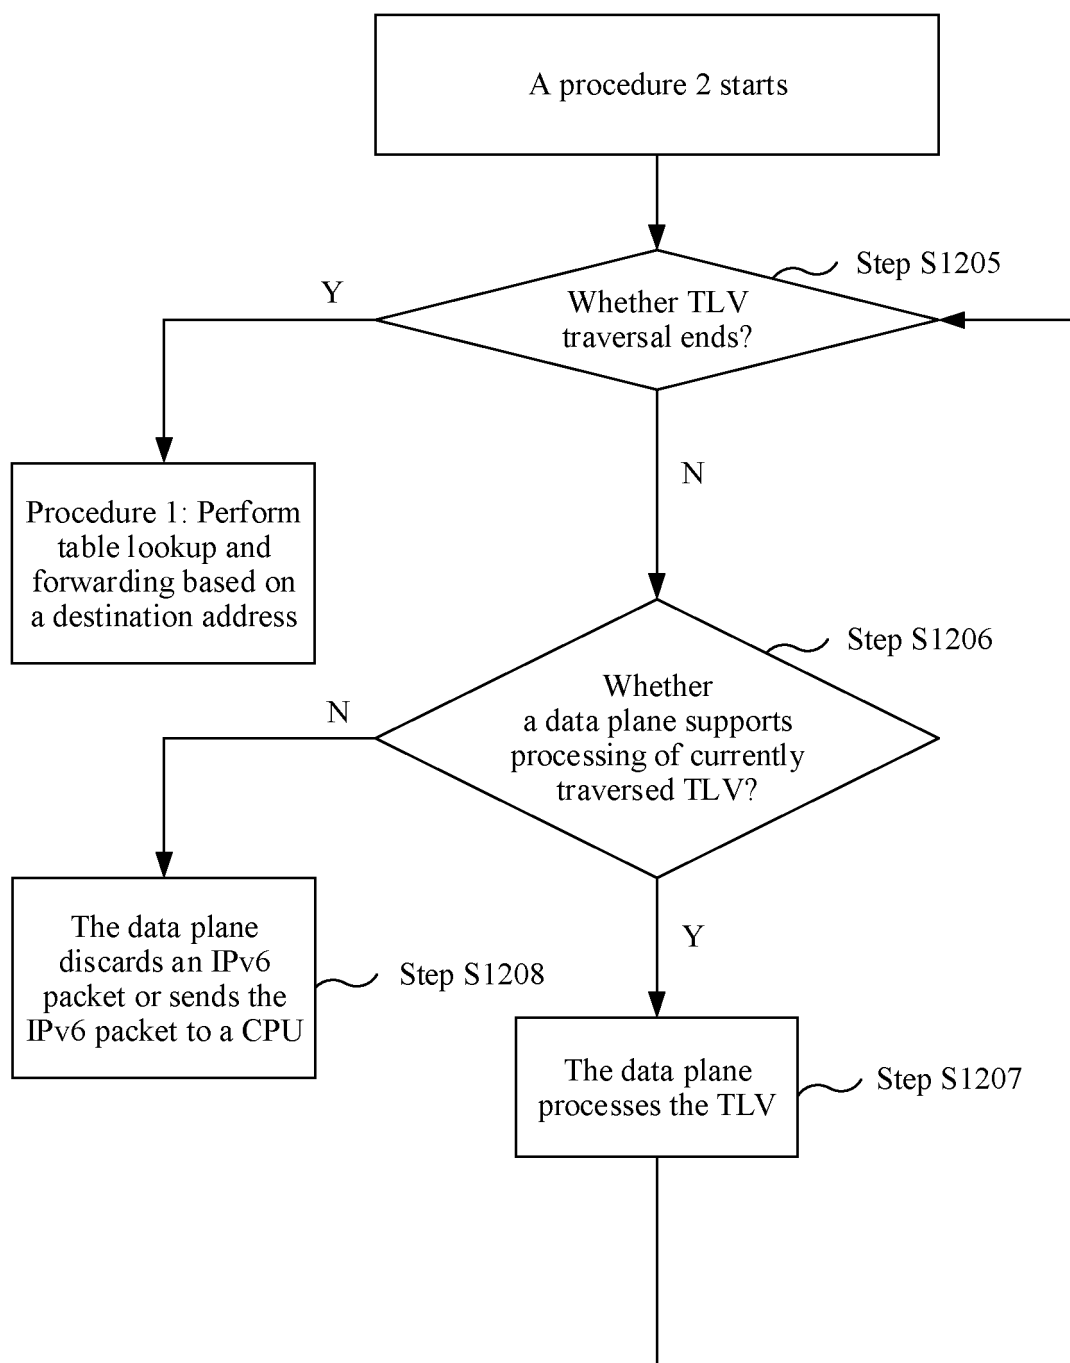 A procedure 2 starts
Step S1205
Y
Whether TLV
traversal ends?
N
Procedure 1: Perform
table lookup and
forwarding based on
a destination address
Step S1206
N
Whether
a data plane supports
processing of currently
traversed TLV?
The data plane
discards an IPv6
packet or sends the
IPv6 packet to a CPU
Step S1208
Y
The data plane
processes the TLV
Step S1207